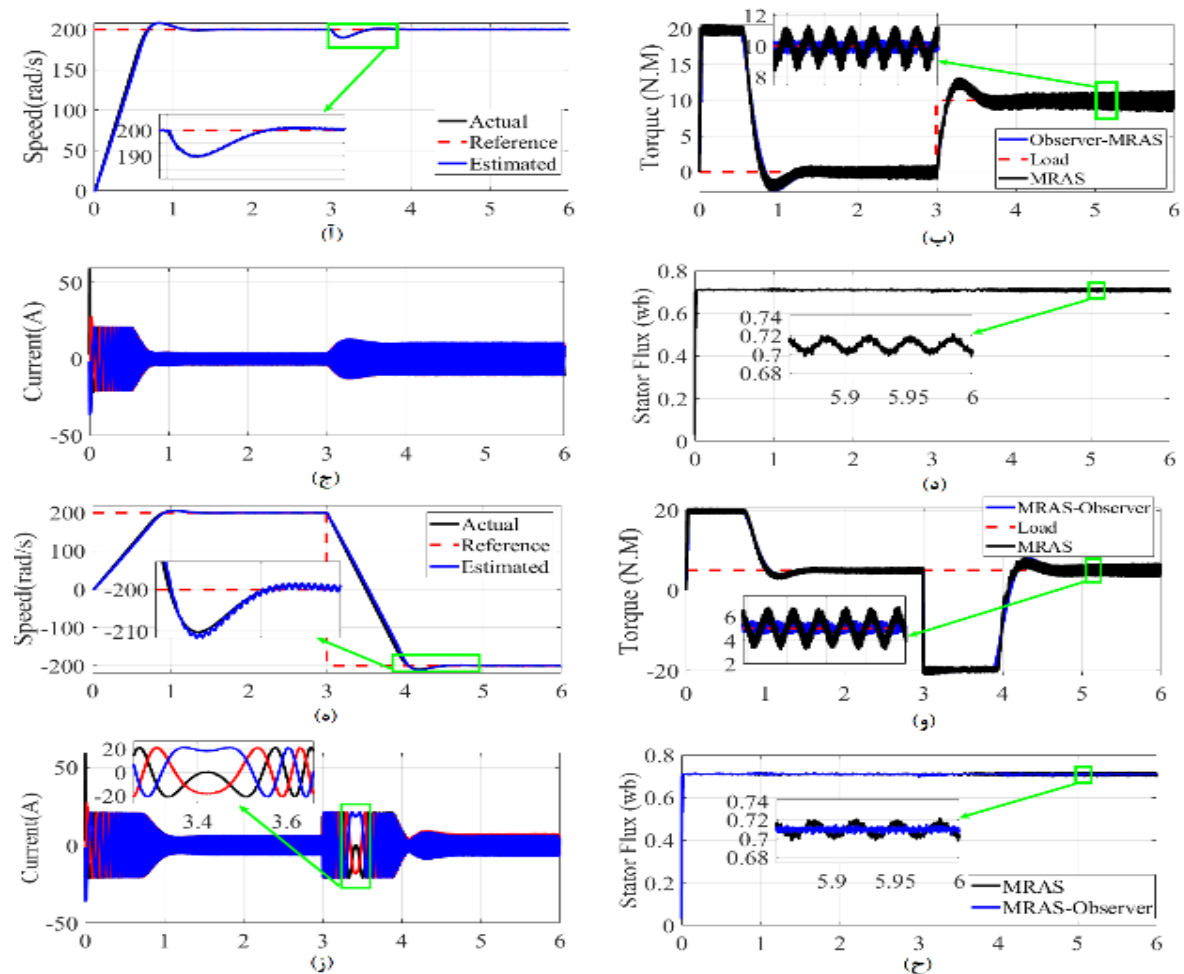 200
150
100
50
0
Speed(rad/s)
200
190
Actual
Reference
Estimated
0 1 2 3 4 5 6
(آ)
20
10
0
Torque (N.M)
12
10
8
Observer-MRAS
Load
MRAS
0 1 2 3 4 5 6
(ب)
50
0
-50
Current(A)
0 1 2 3 4 5 6
(ج)
0.8
0.6
0.4
0.2
0
Stator Flux (wb)
0.74
0.72
0.7
0.68
5.9 5.95 6
0 1 2 3 4 5 6
(د)
200
100
0
-100
-200
Speed(rad/s)
-200
-210
Actual
Reference
Estimated
0 1 2 3 4 5 6
(ه)
20
0
-20
Torque (N.M)
6
4
2
MRAS-Observer
Load
MRAS
0 1 2 3 4 5 6
(و)
50
0
-50
Current(A)
20
0
-20
3.4 3.6
0 1 2 3 4 5 6
(ز)
0.8
0.6
0.4
0.2
0
Stator Flux (wb)
0.74
0.72
0.7
0.68
5.9 5.95 6
MRAS
MRAS-Observer
0 1 2 3 4 5 6
(ح)